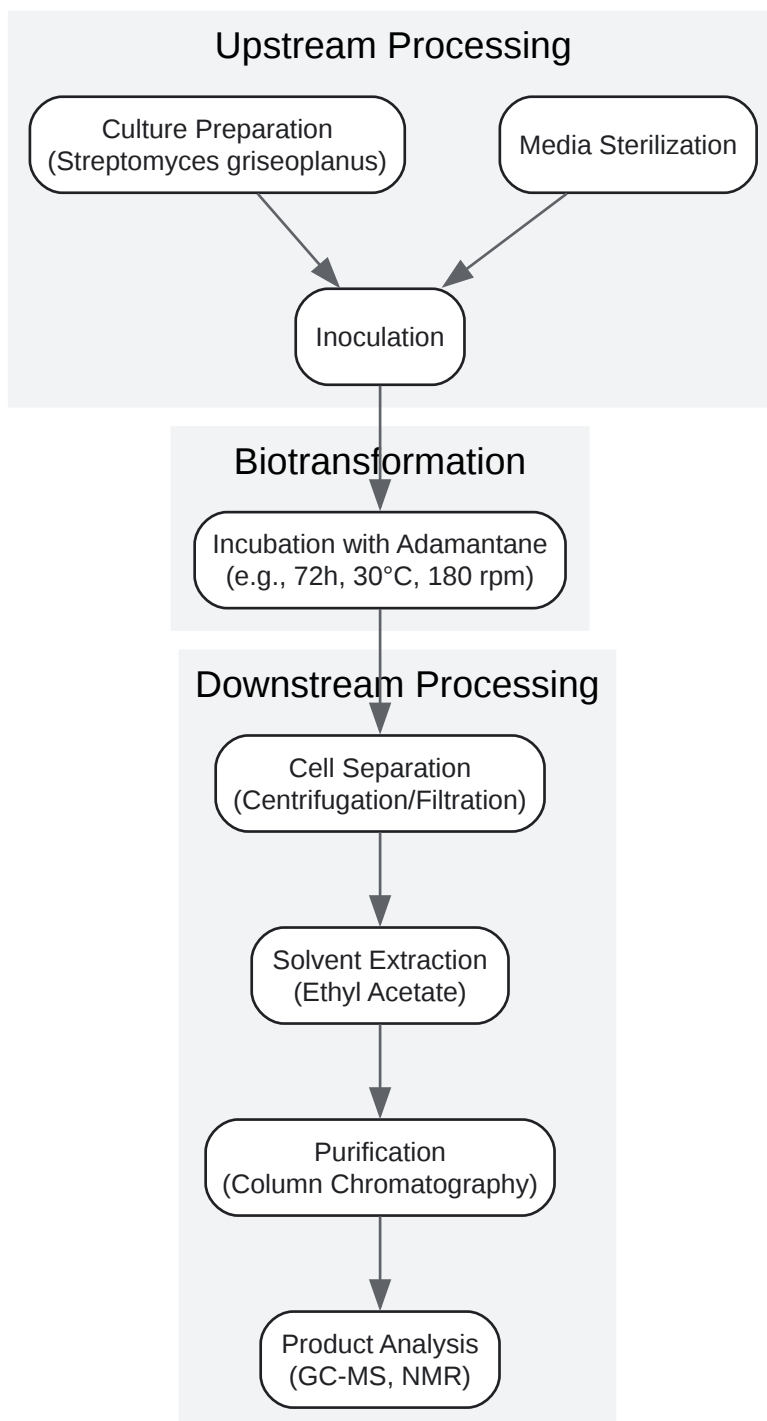 Upstream Processing
Culture Preparation
(Streptomyces griseoplanus)
Media Sterilization
Inoculation
Biotransformation
Incubation with Adamantane
(e.g., 72h, 30°C, 180 rpm)
Downstream Processing
Cell Separation
(Centrifugation/Filtration)
Solvent Extraction
(Ethyl Acetate)
Purification
(Column Chromatography)
Product Analysis
(GC-MS, NMR)